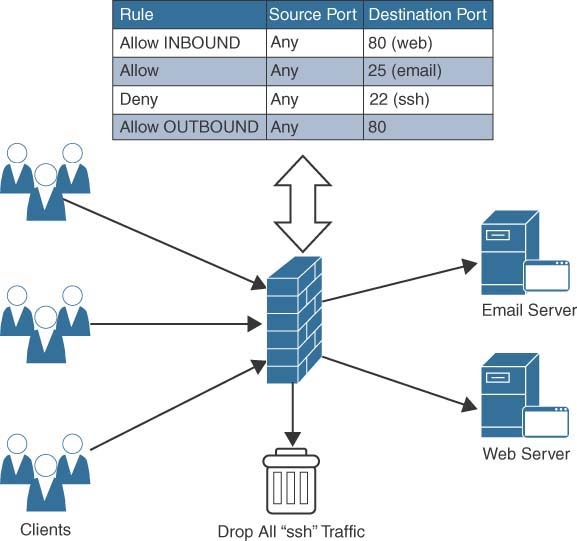 Rule Source Port Destination Port
Allow INBOUND Any 80 (web)
Allow Any 25 (email)
Deny Any 22 (ssh)
Allow OUTBOUND Any 80
Email Server
Web Server
Clients
Drop All “ssh” Traffic